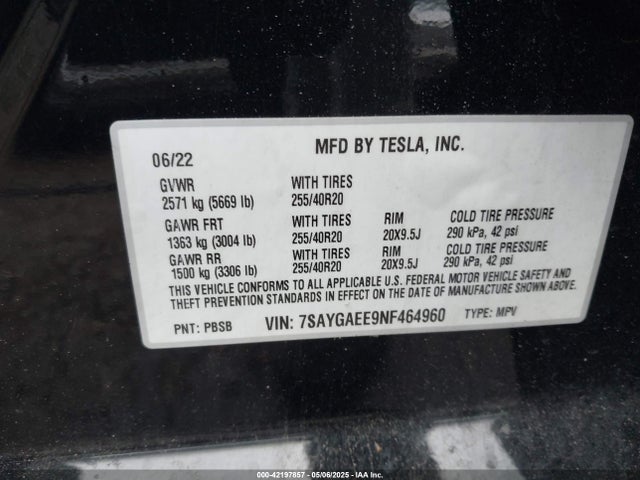 MFD BY TESLA, INC.
06/22
GVWR WITH TIRES
2571 kg (5669 lb) 255/40R20
GAWR FRT WITH TIRES RIM COLD TIRE PRESSURE
1363 kg (3004 lb) 255/40R20 20X9.5J 290 kPa, 42 psi
GAWR RR WITH TIRES RIM COLD TIRE PRESSURE
1500 kg (3306 lb) 255/40R20 20X9.5J 290 kPa, 42 psi
THIS VEHICLE CONFORMS TO ALL APPLICABLE U.S. FEDERAL MOTOR VEHICLE SAFETY AND
THEFT PREVENTION STANDARDS IN EFFECT ON THE DATE OF MANUFACTURE SHOWN ABOVE.
PNT: PBSB VIN: 7SAYGAEE9NF464960 TYPE: MPV
000-42197857 - 05/06/2025 - IAA Inc.